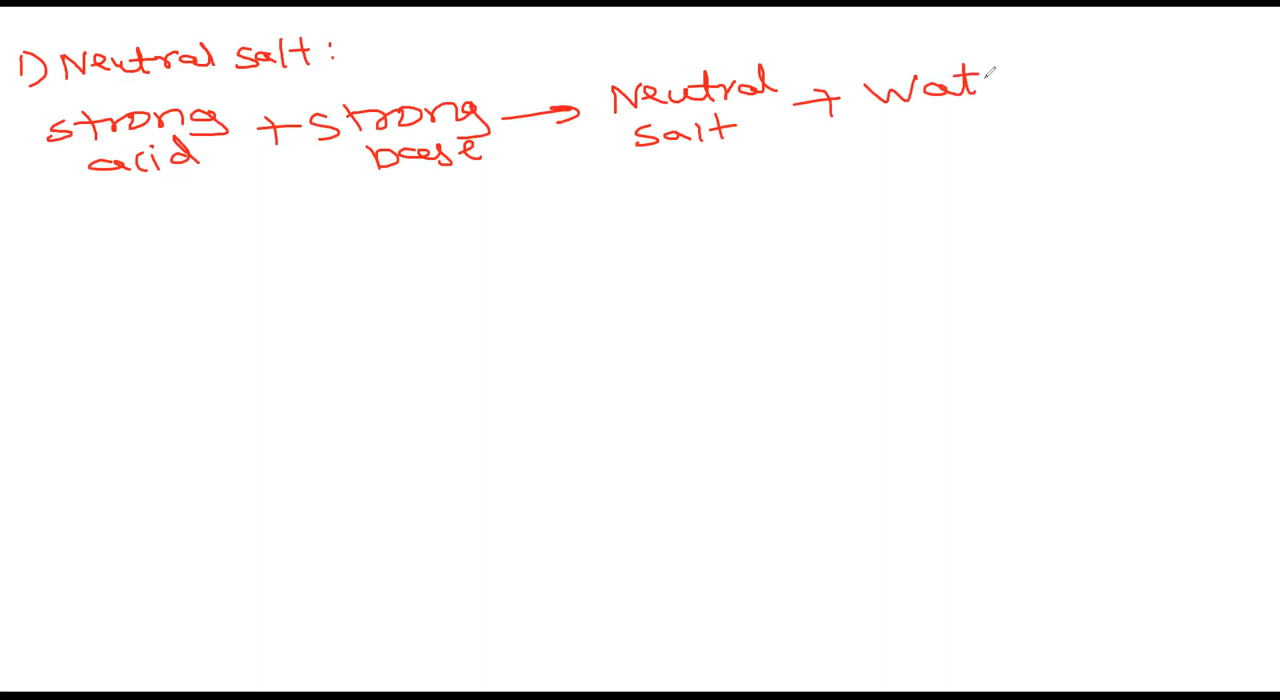 1) Neutral salt:
strong acid + strong base → Neutral salt + Wat